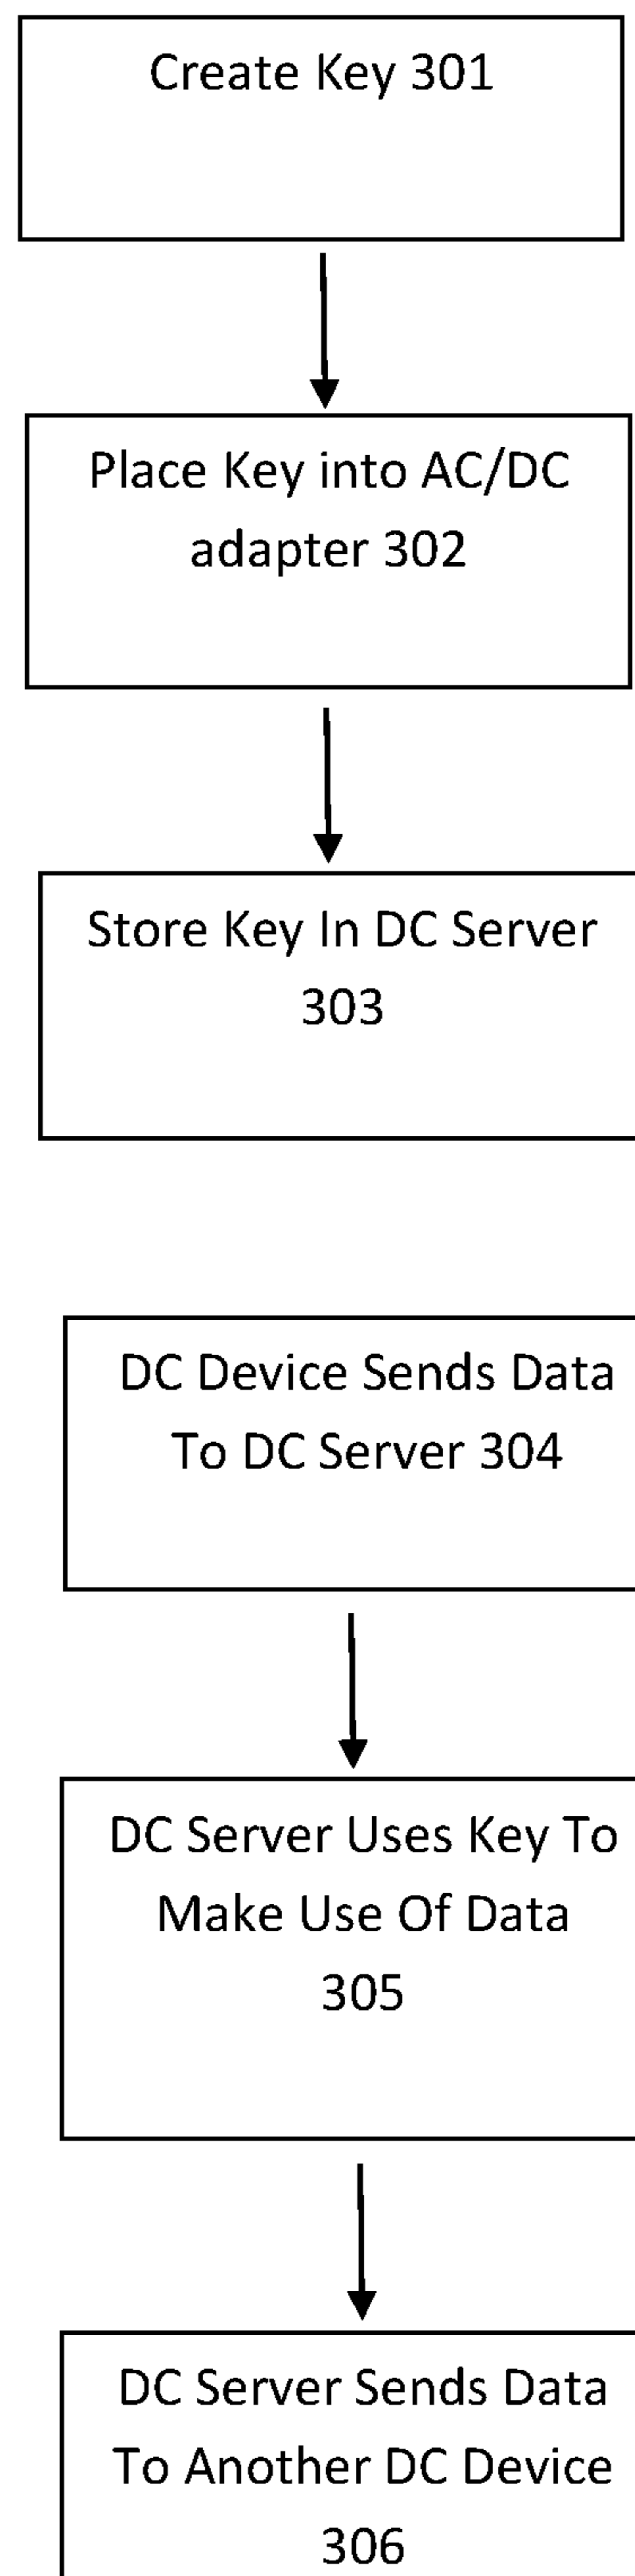 Create Key 301
Place Key into AC/DC
adapter 302
Store Key In DC Server
303
DC Device Sends Data
To DC Server 304
DC Server Uses Key To
Make Use Of Data
305
DC Server Sends Data
To Another DC Device
306